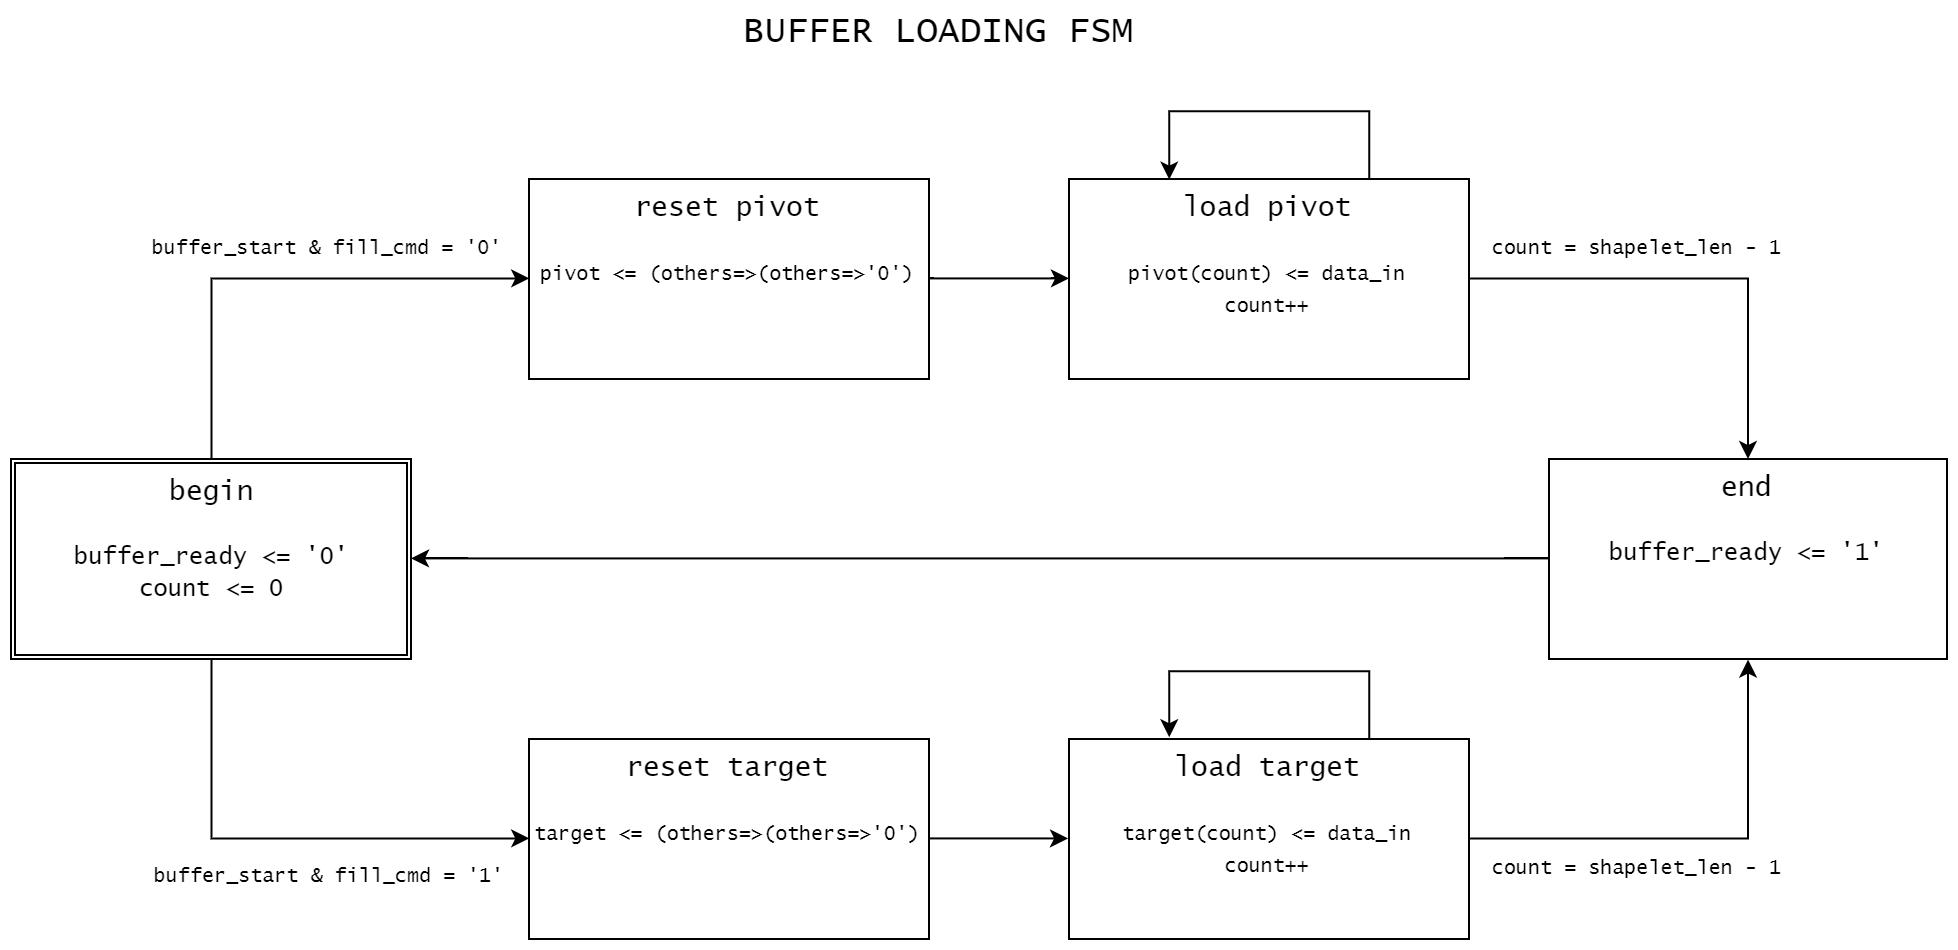 BUFFER LOADING FSM
buffer_start & fill_cmd = '0'
reset pivot
pivot <= (others=>(others=>'0')
load pivot
pivot(count) <= data_in
count++
count = shapelet_len - 1
begin
buffer_ready <= '0'
count <= 0
end
buffer_ready <= '1'
buffer_start & fill_cmd = '1'
reset target
target <= (others=>(others=>'0')
load target
target(count) <= data_in
count++
count = shapelet_len - 1